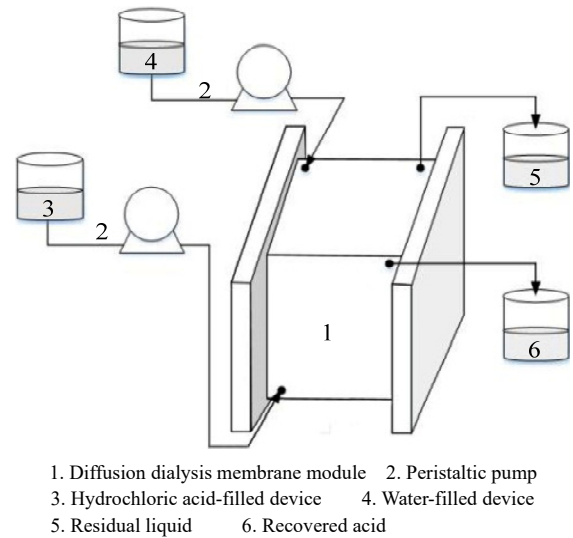 4
2
3
2
5
6
1
1. Diffusion dialysis membrane module 2. Peristaltic pump
3. Hydrochloric acid-filled device 4. Water-filled device
5. Residual liquid 6. Recovered acid